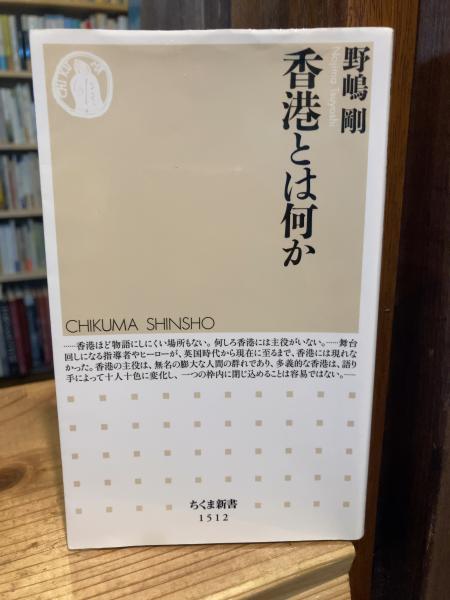 野嶋 剛
Nojima Tsuyoshi
香港とは何か
CHIKUMA SHINSHO
……香港ほど物語にしにくい場所もない。何しろ香港には主役がいない。……舞台
回しになる指導者やヒーローが、英国時代から現在に至るまで、香港には現れな
かった。香港の主役は、無名の膨大な人間の群れであり、多義的な香港は、語り
手によって十人十色に変化し、一つの枠内に閉じ込めることは容易ではない。──
ちくま新書
1512